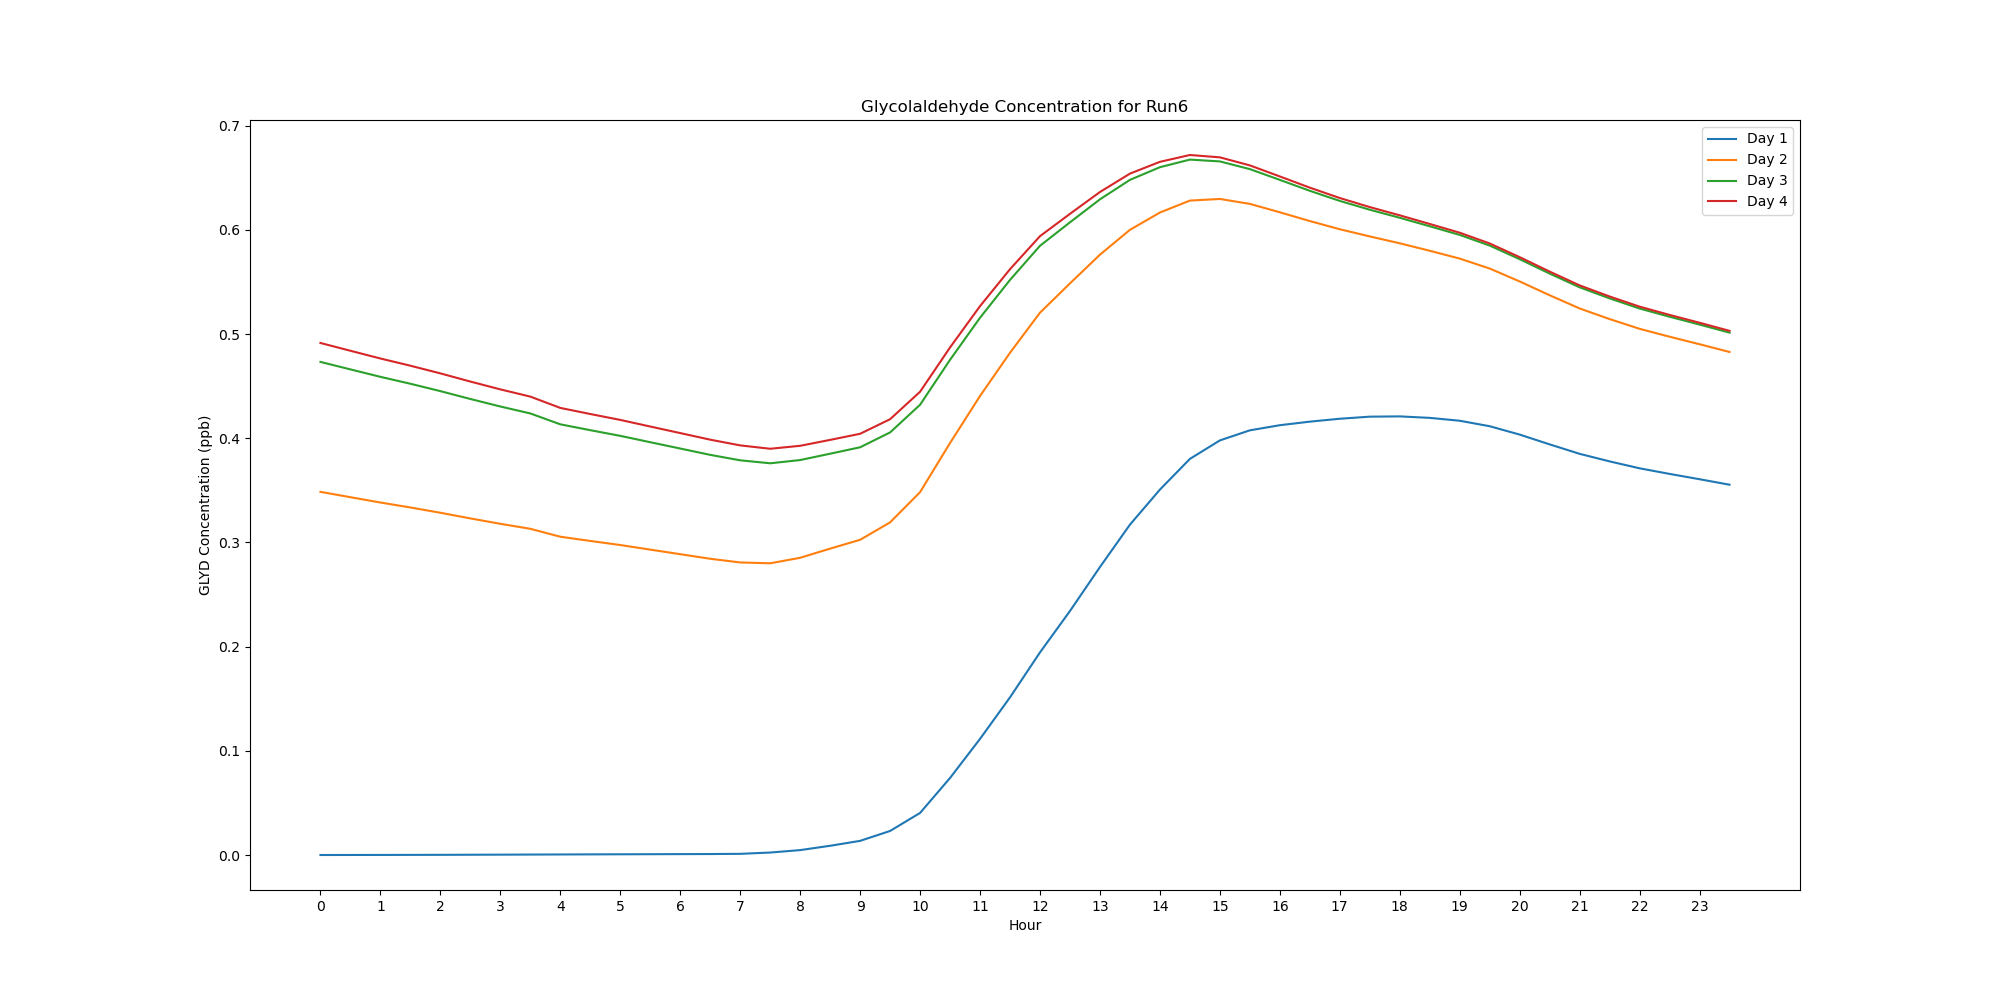 Glycolaldehyde Concentration for Run6
0.7
0.6
0.5
0.4
0.3
0.2
0.1
0.0
GLYD Concentration (ppb)
Day 1
Day 2
Day 3
Day 4
0 1 2 3 4 5 6 7 8 9 10 11 12 13 14 15 16 17 18 19 20 21 22 23
Hour